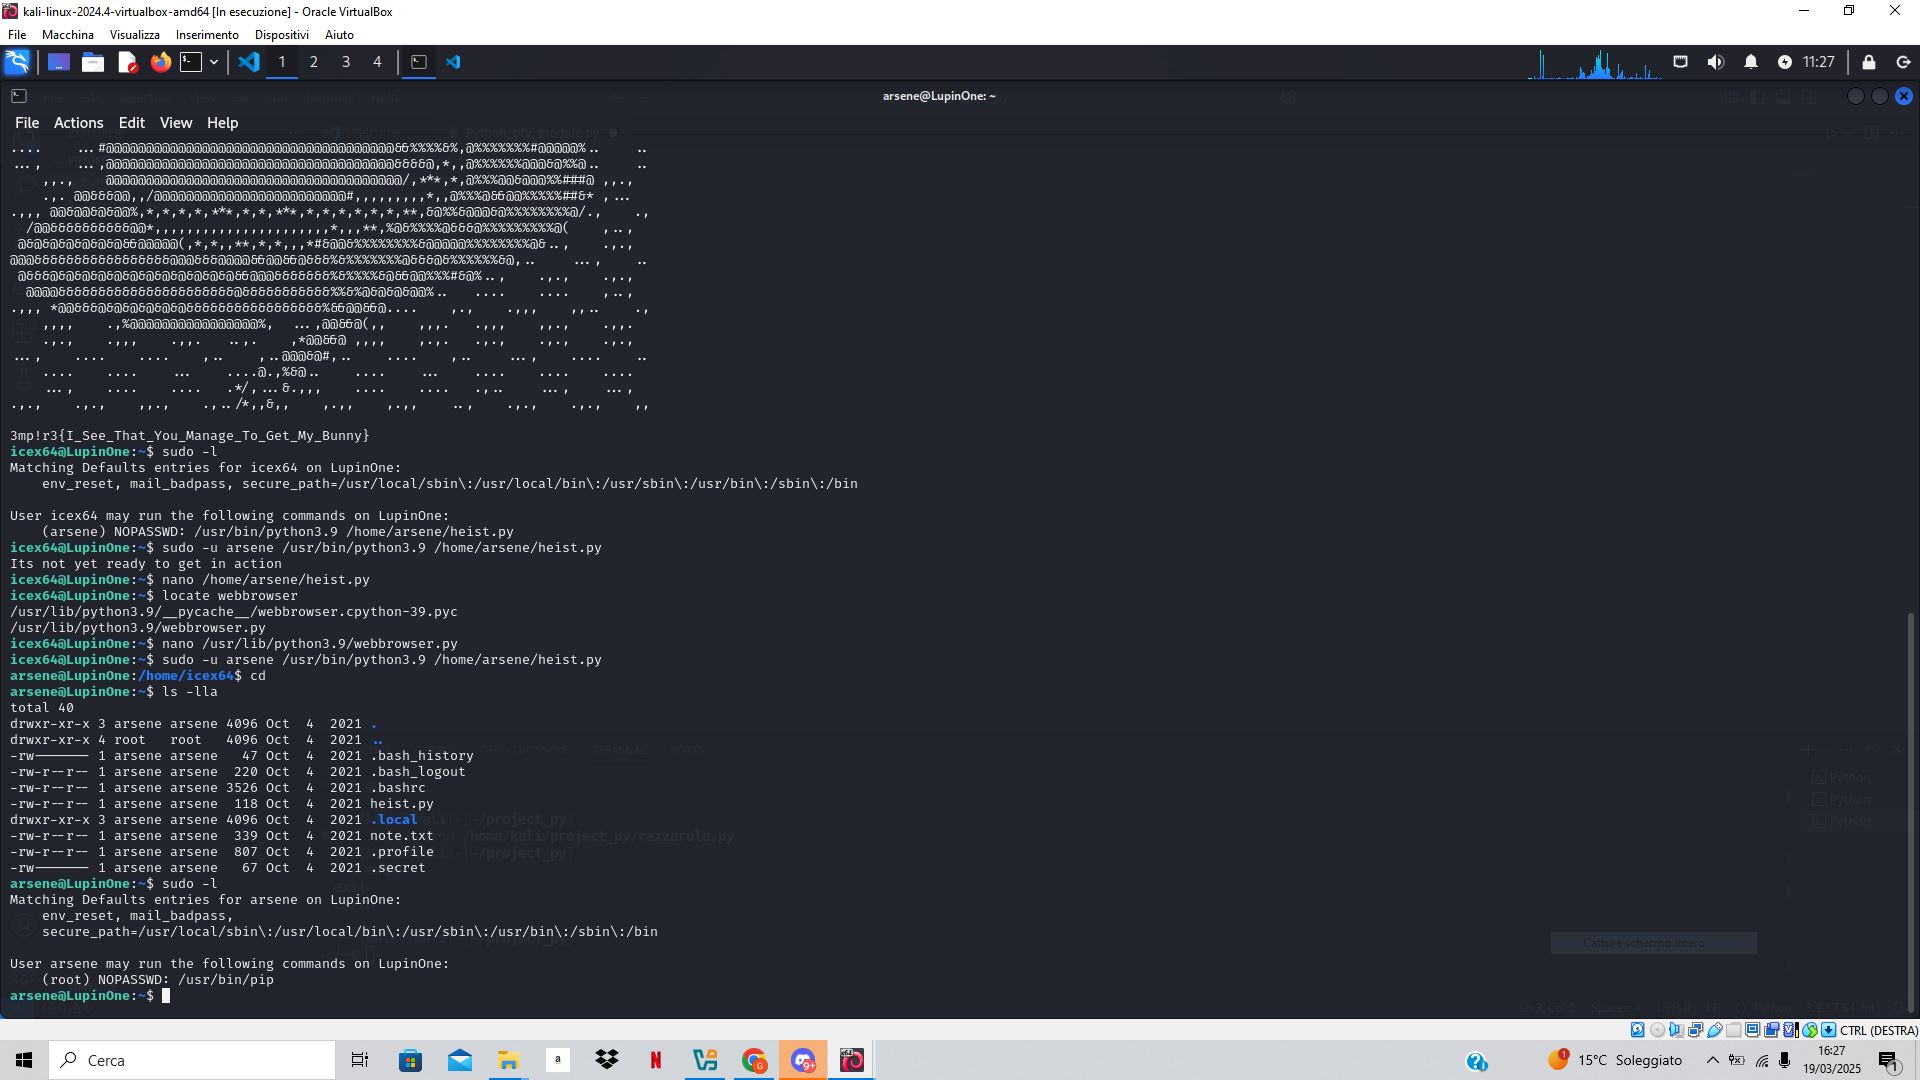 kali-linux-2024.4-virtualbox-amd64 [In esecuzione] - Oracle VirtualBox
File Macchina Visualizza Inserimento Dispositivi Aiuto
1 2 3 4 11:27
arsene@LupinOne: ~
File Actions Edit View Help
3mp!r3{I_See_That_You_Manage_To_Get_My_Bunny}
icex64@LupinOne:~$ sudo -l
Matching Defaults entries for icex64 on LupinOne:
env_reset, mail_badpass, secure_path=/usr/local/sbin\:/usr/local/bin\:/usr/sbin\:/usr/bin\:/sbin\:/bin
User icex64 may run the following commands on LupinOne:
(arsene) NOPASSWD: /usr/bin/python3.9 /home/arsene/heist.py
icex64@LupinOne:~$ sudo -u arsene /usr/bin/python3.9 /home/arsene/heist.py
Its not yet ready to get in action
icex64@LupinOne:~$ nano /home/arsene/heist.py
icex64@LupinOne:~$ locate webbrowser
/usr/lib/python3.9/__pycache__/webbrowser.cpython-39.pyc
/usr/lib/python3.9/webbrowser.py
icex64@LupinOne:~$ nano /usr/lib/python3.9/webbrowser.py
icex64@LupinOne:~$ sudo -u arsene /usr/bin/python3.9 /home/arsene/heist.py
arsene@LupinOne:/home/icex64$ cd
arsene@LupinOne:~$ ls -lla
total 40
drwxr-xr-x 3 arsene arsene 4096 Oct 4 2021 .
drwxr-xr-x 4 root root 4096 Oct 4 2021 ..
-rw------- 1 arsene arsene 47 Oct 4 2021 .bash_history
-rw-r--r-- 1 arsene arsene 220 Oct 4 2021 .bash_logout
-rw-r--r-- 1 arsene arsene 3526 Oct 4 2021 .bashrc
-rw-r--r-- 1 arsene arsene 118 Oct 4 2021 heist.py
drwxr-xr-x 3 arsene arsene 4096 Oct 4 2021 .local
-rw-r--r-- 1 arsene arsene 339 Oct 4 2021 note.txt
-rw-r--r-- 1 arsene arsene 807 Oct 4 2021 .profile
-rw------- 1 arsene arsene 67 Oct 4 2021 .secret
arsene@LupinOne:~$ sudo -l
Matching Defaults entries for arsene on LupinOne:
env_reset, mail_badpass,
secure_path=/usr/local/sbin\:/usr/local/bin\:/usr/sbin\:/usr/bin\:/sbin\:/bin
Cattura schermo intero
User arsene may run the following commands on LupinOne:
(root) NOPASSWD: /usr/bin/pip
arsene@LupinOne:~$
CTRL (DESTRA)
Cerca
15°C Soleggiato
16:27
19/03/2025